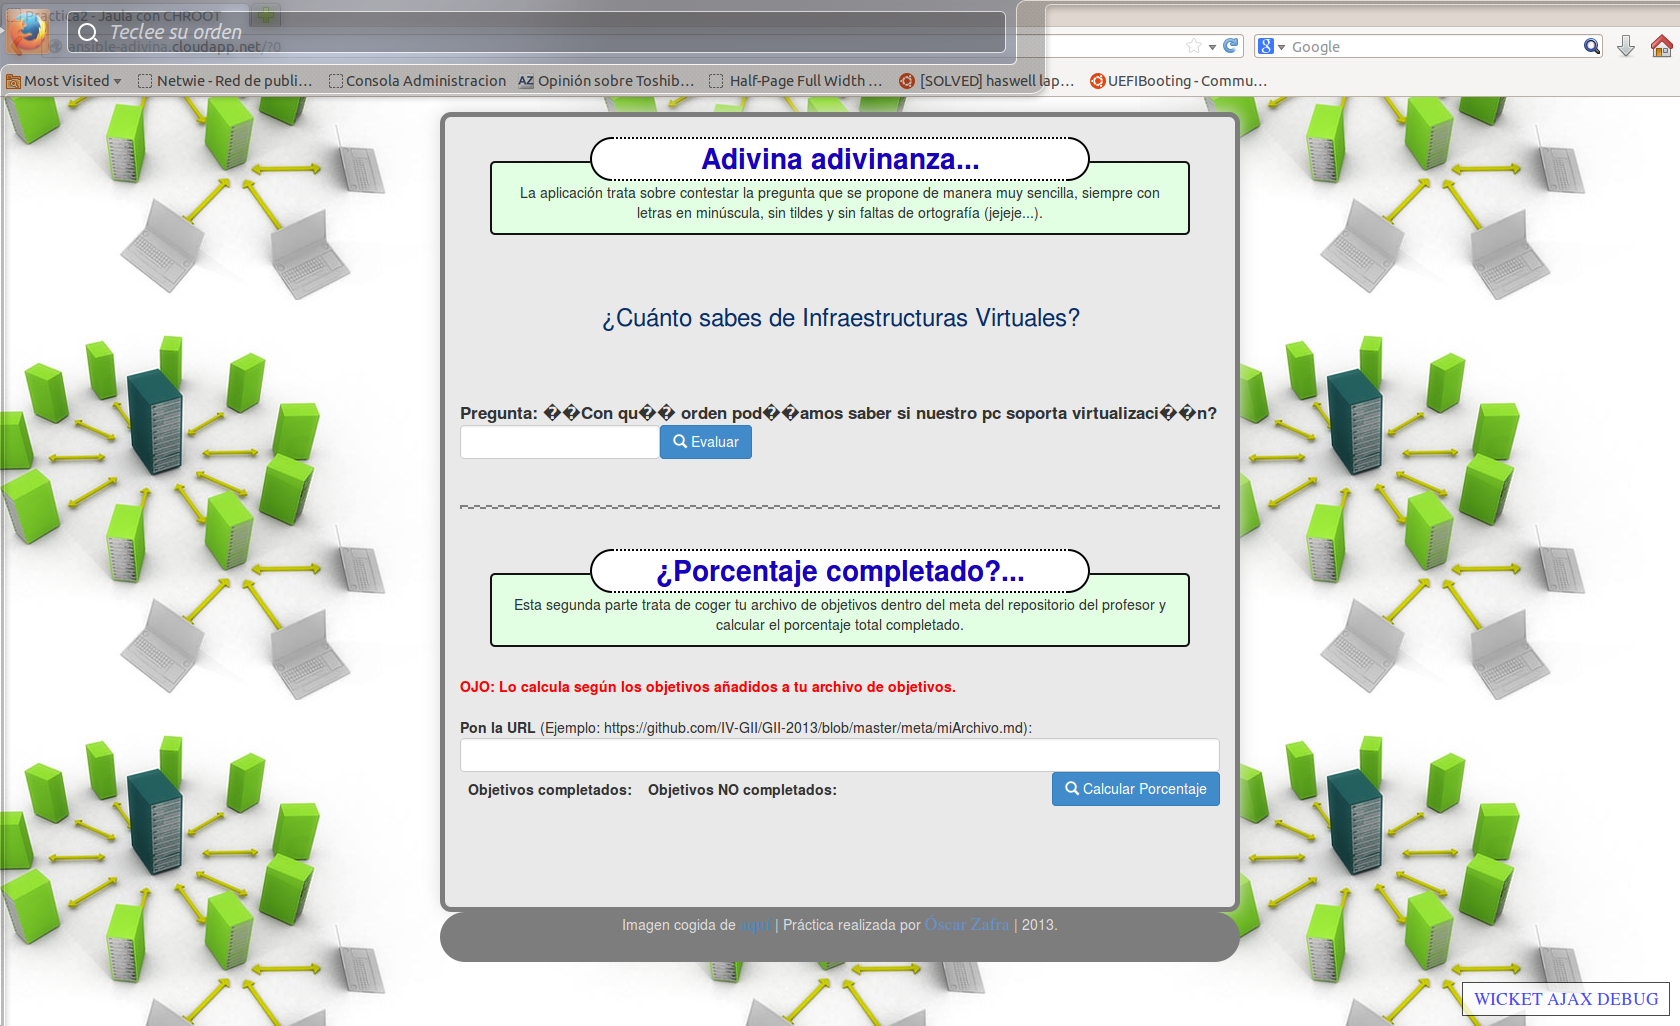 Practica2 - Jaula con CHROOT
Teclee su orden
ansible-adivina.cloudapp.net/?0
Google
Most Visited
Netwie - Red de publi...
Consola Administracion
AZ Opinión sobre Toshib...
Half-Page Full Width ...
[SOLVED] haswell lap...
UEFIBooting - Commu...
Adivina adivinanza...
La aplicación trata sobre contestar la pregunta que se propone de manera muy sencilla, siempre con
letras en minúscula, sin tildes y sin faltas de ortografía (jejeje...).
¿Cuánto sabes de Infraestructuras Virtuales?
Pregunta: ��Con qu�� orden pod��amos saber si nuestro pc soporta virtualizaci��n?
Evaluar
¿Porcentaje completado?...
Esta segunda parte trata de coger tu archivo de objetivos dentro del meta del repositorio del profesor y
calcular el porcentaje total completado.
OJO: Lo calcula según los objetivos añadidos a tu archivo de objetivos.
Pon la URL (Ejemplo: https://github.com/IV-GII/GII-2013/blob/master/meta/miArchivo.md):
Objetivos completados: Objetivos NO completados:
Calcular Porcentaje
Imagen cogida de aquí | Práctica realizada por Óscar Zafra | 2013.
WICKET AJAX DEBUG